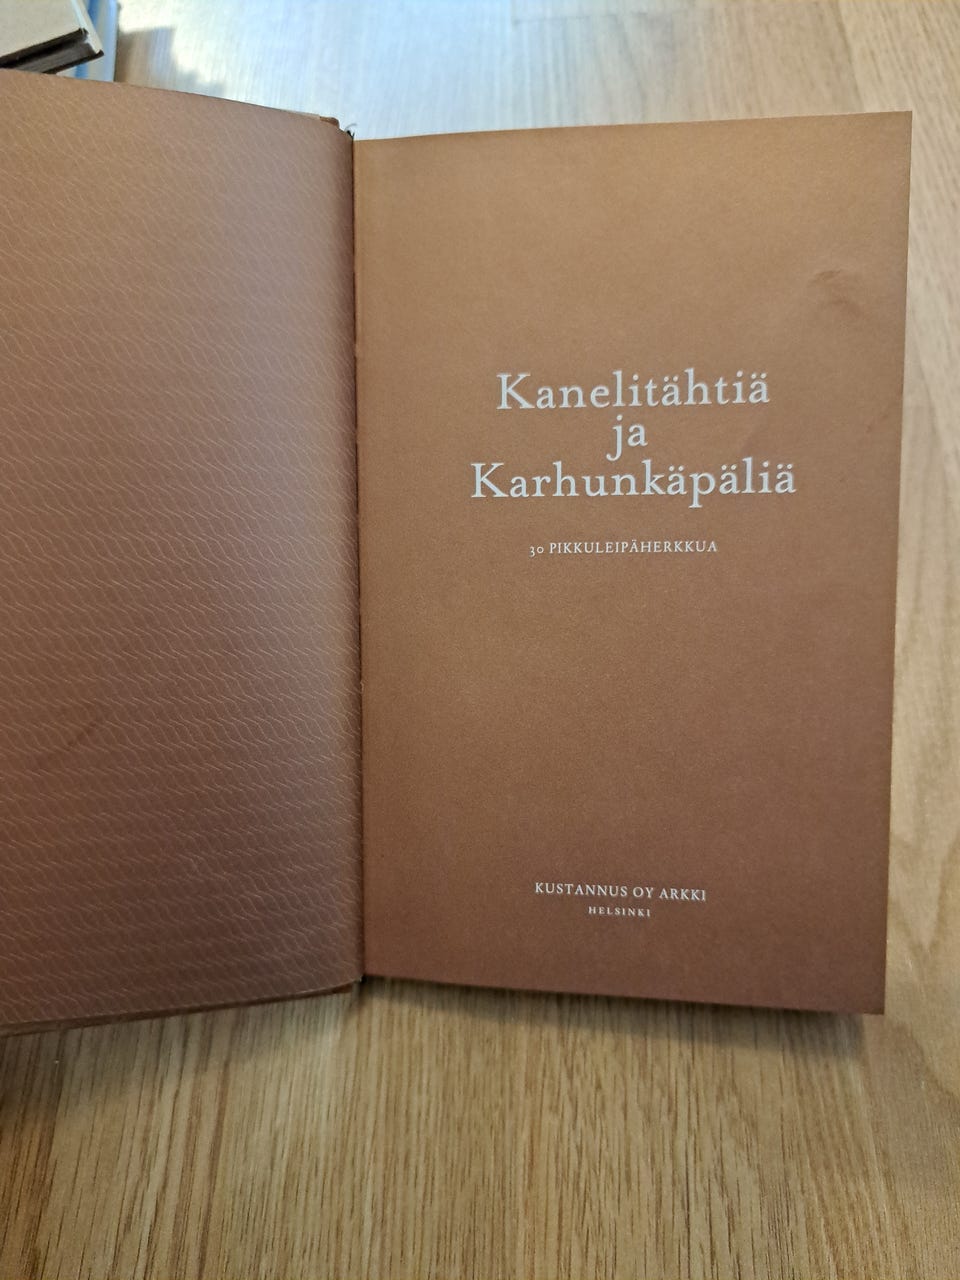 Kanelitähtiä
ja
Karhunkäpäliä
30 PIKKULEIPÄHERKKUA
KUSTANNUS OY ARKKI
HELSINKI